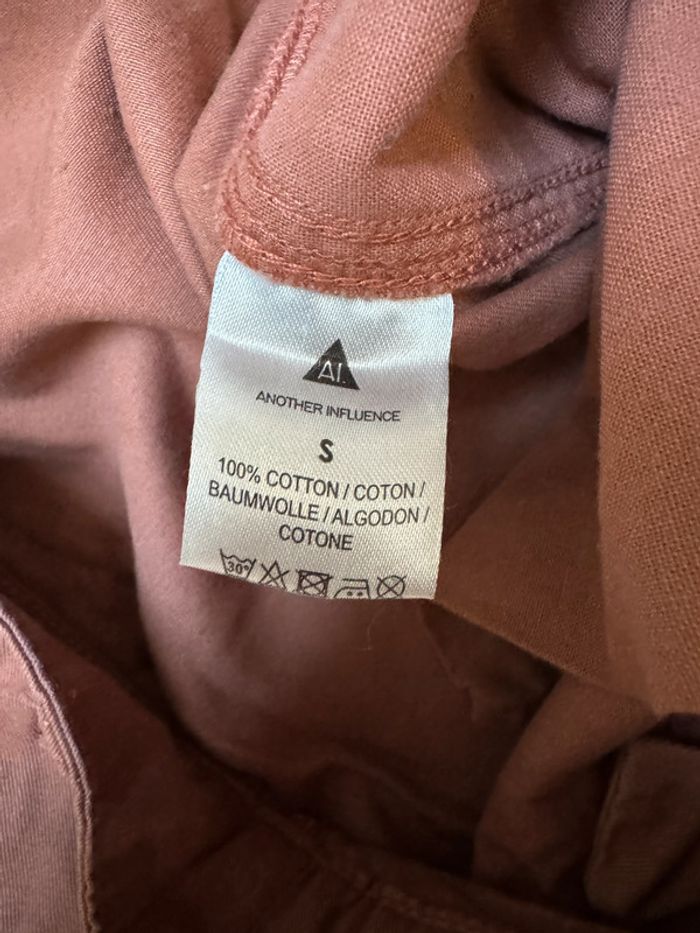 AI.
ANOTHER INFLUENCE
S
100% COTTON / COTON /
BAUMWOLLE / ALGODON /
COTONE
30°